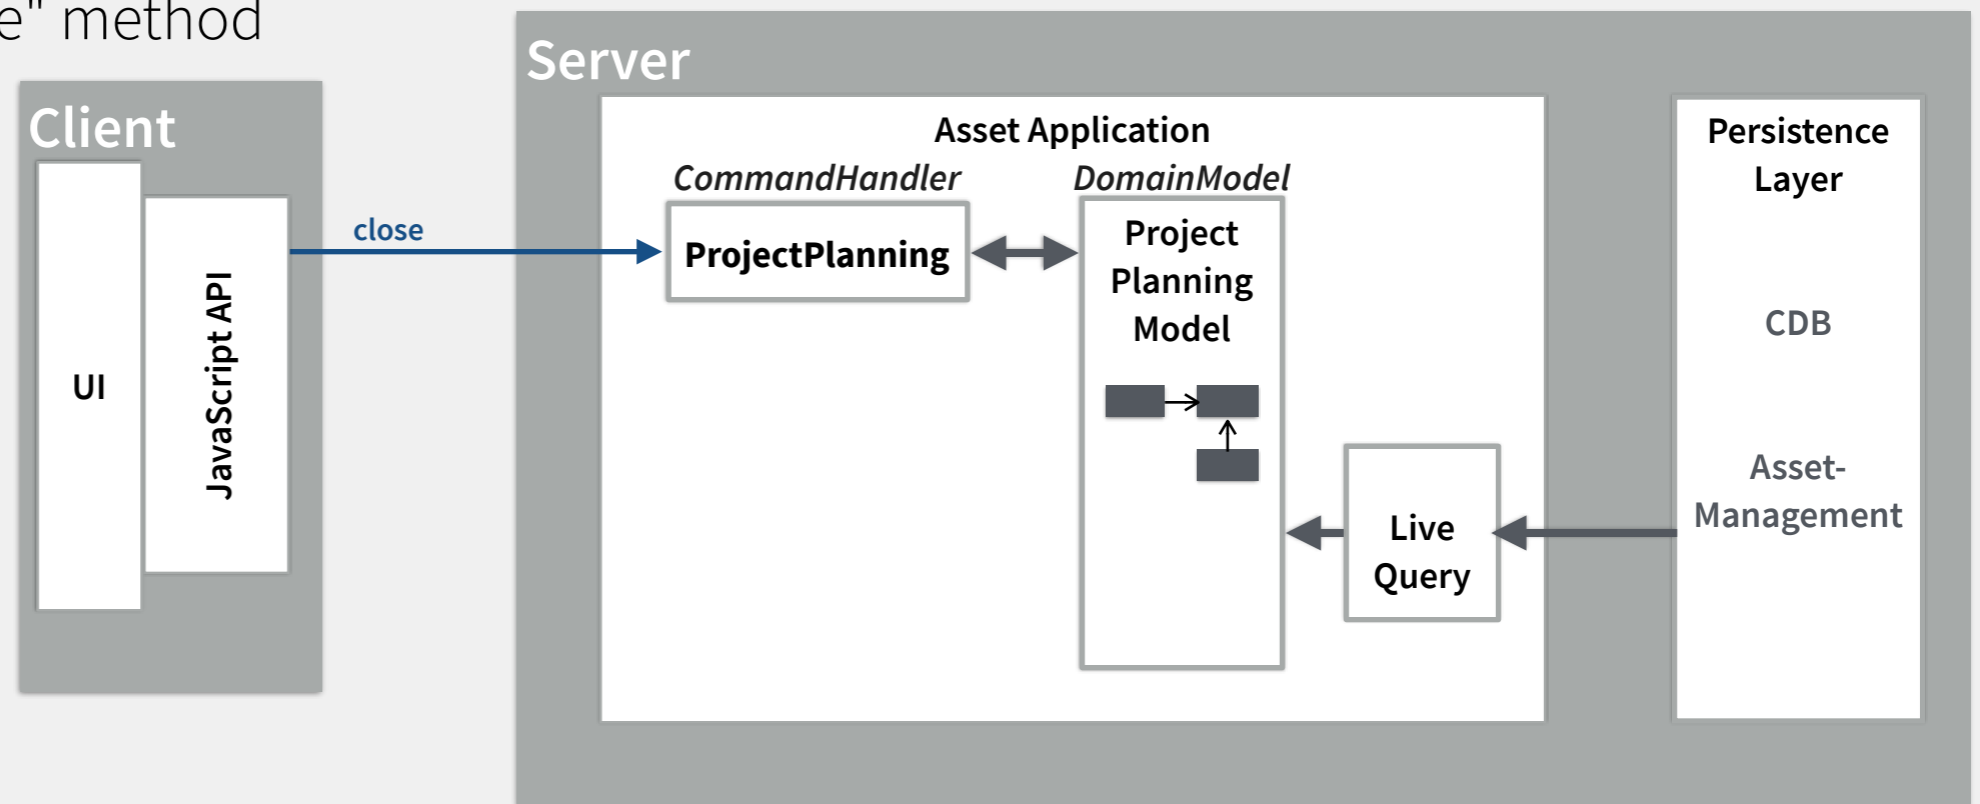 e" method
Client
UI
JavaScript API
close
Server
Asset Application
CommandHandler
ProjectPlanning
DomainModel
Project
Planning
Model
Live
Query
Persistence
Layer
CDB
Asset-
Management